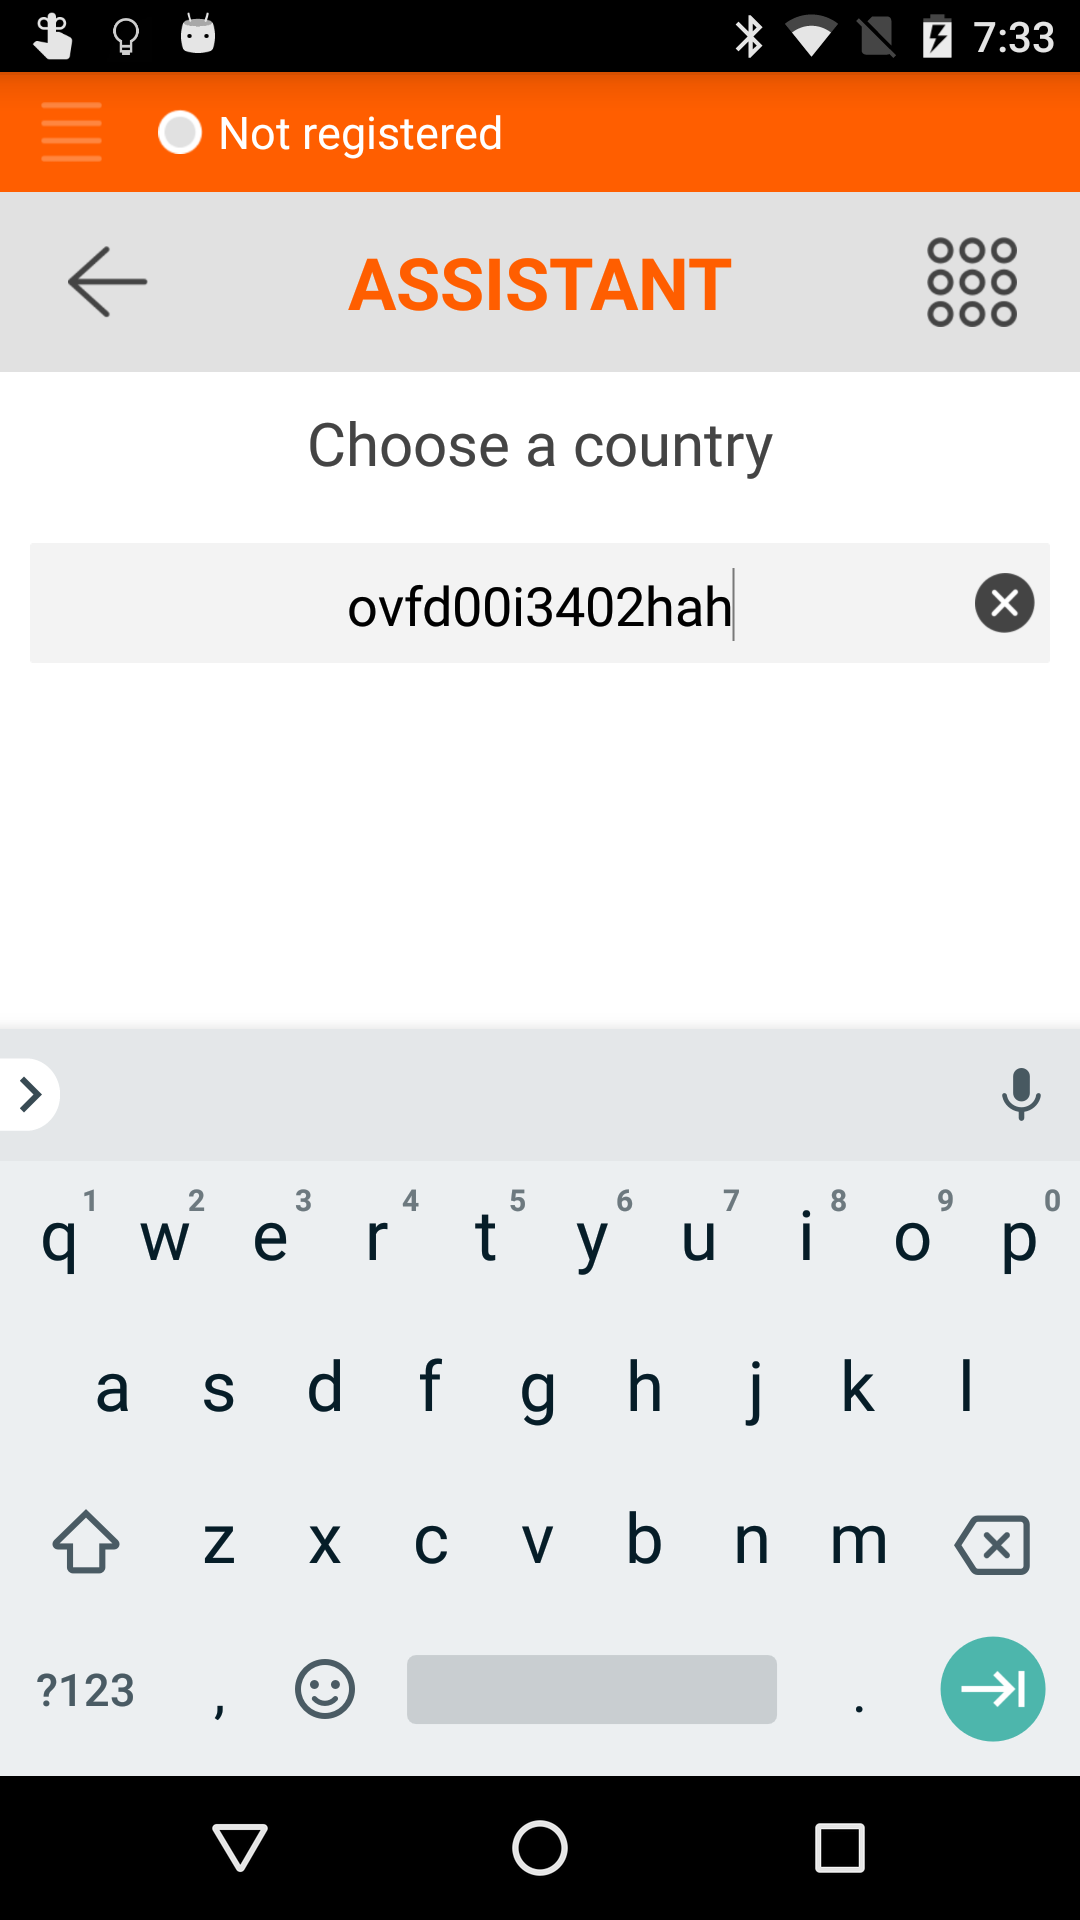 7:33
Not registered
ASSISTANT
Choose a country
ovfd00i3402hah
1 2 3 4 5 6 7 8 9 0
q w e r t y u i o p
a s d f g h j k l
z x c v b n m
?123 , .